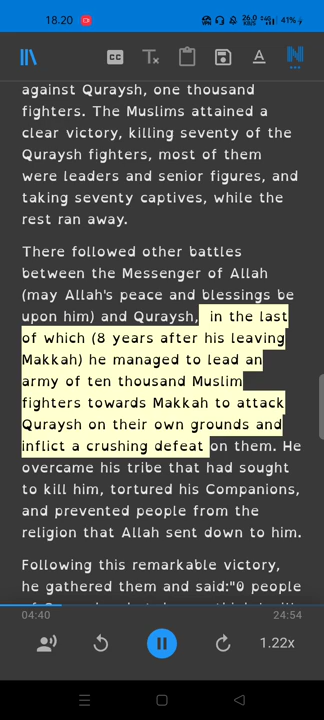 18.20 26.0 KB/S 41%
CC T A
against Quraysh, one thousand
fighters. The Muslims attained a
clear victory, killing seventy of the
Quraysh fighters, most of them
were leaders and senior figures, and
taking seventy captives, while the
rest ran away.
There followed other battles
between the Messenger of Allah
(may Allah's peace and blessings be
upon him) and Quraysh, in the last
of which (8 years after his leaving
Makkah) he managed to lead an
army of ten thousand Muslim
fighters towards Makkah to attack
Quraysh on their own grounds and
inflict a crushing defeat on them. He
overcame his tribe that had sought
to kill him, tortured his Companions,
and prevented people from the
religion that Allah sent down to him.
Following this remarkable victory,
he gathered them and said:"O people
04:40 24:54
1.22x